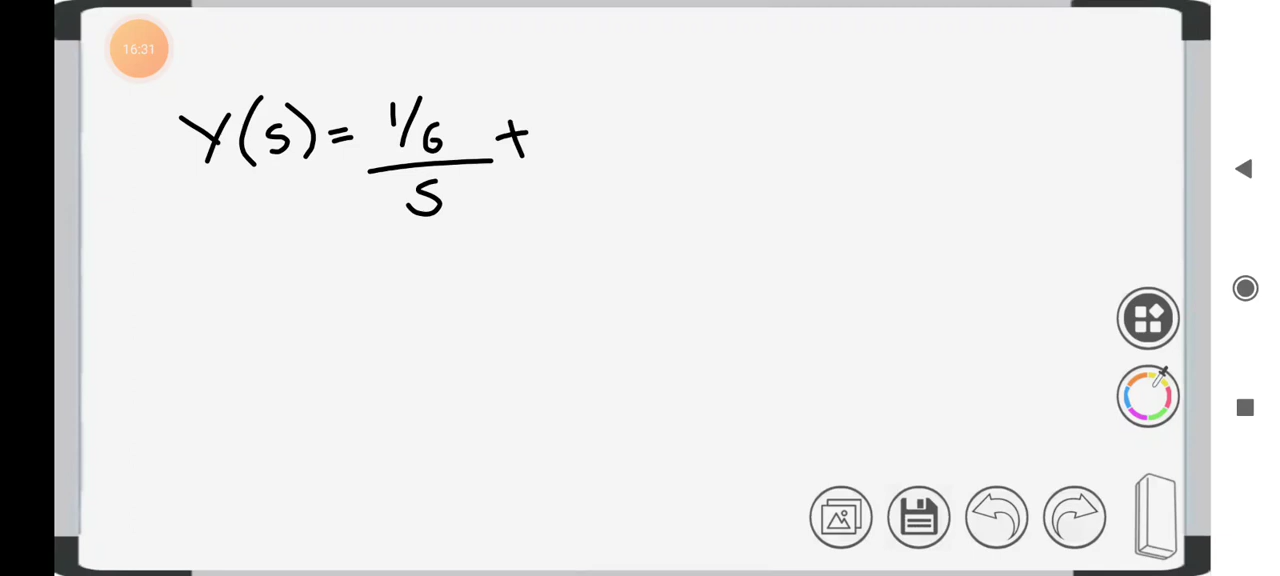 16:31
Y(s) = 1/6 +
s